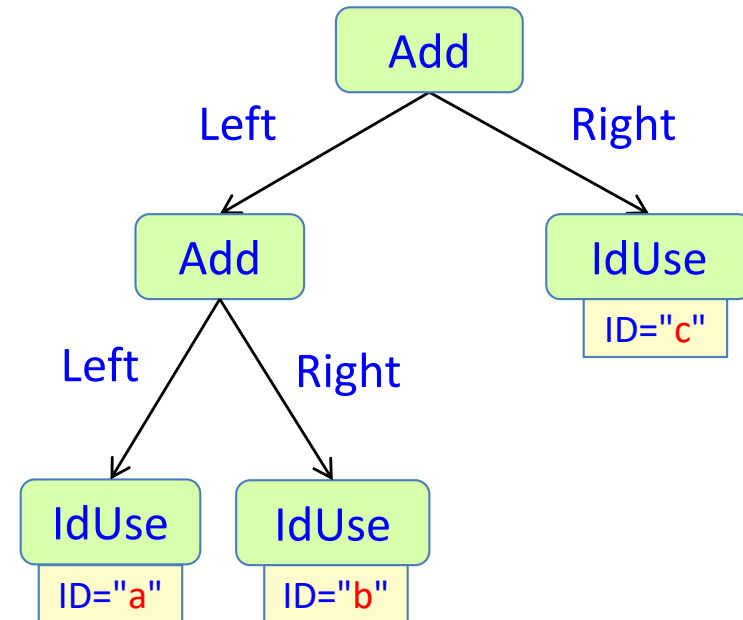 Add
Left
Right
Add
IdUse
ID="c"
Left
Right
IdUse
IdUse
ID="a"
ID="b"